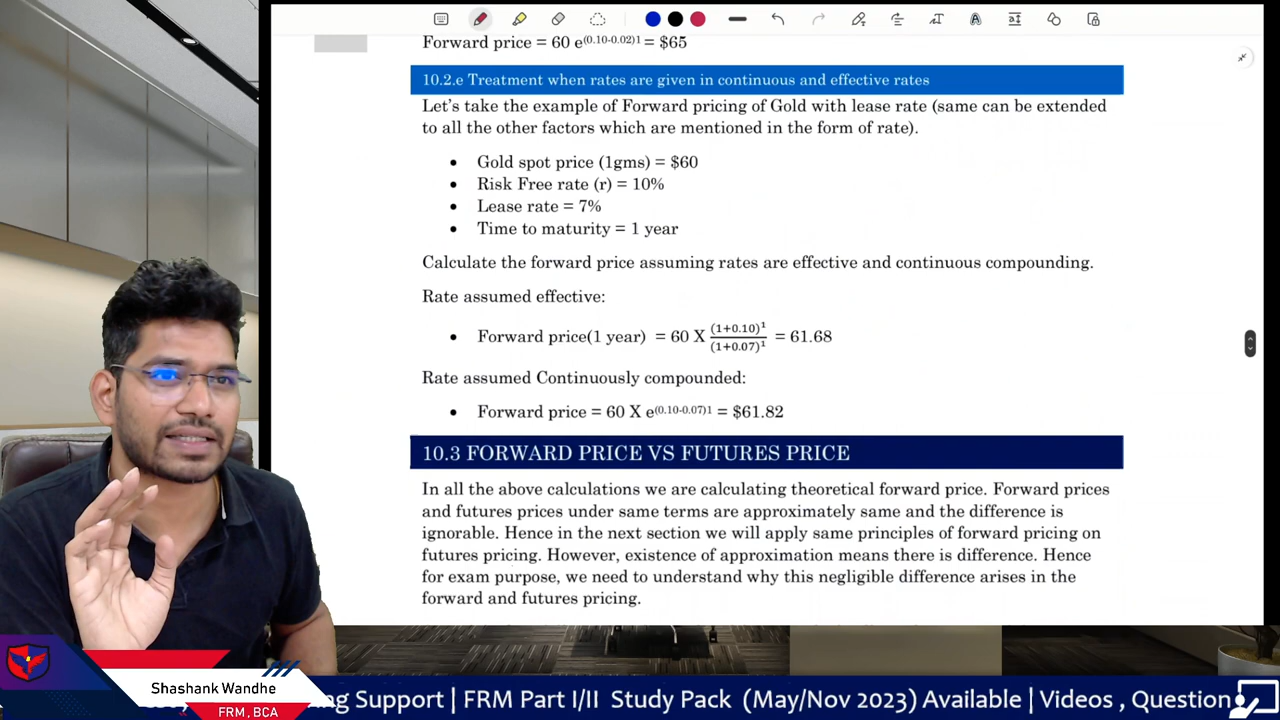 Forward price = 60 e(0.10-0.02)1 = $65
10.2.e Treatment when rates are given in continuous and effective rates
Let's take the example of Forward pricing of Gold with lease rate (same can be extended
to all the other factors which are mentioned in the form of rate).
• Gold spot price (1gms) = $60
• Risk Free rate (r) = 10%
• Lease rate = 7%
• Time to maturity = 1 year
Calculate the forward price assuming rates are effective and continuous compounding.
Rate assumed effective:
• Forward price(1 year) = 60 X (1+0.10)^1/(1+0.07)^1 = 61.68
Rate assumed Continuously compounded:
• Forward price = 60 X e(0.10-0.07)1 = $61.82
10.3 FORWARD PRICE VS FUTURES PRICE
In all the above calculations we are calculating theoretical forward price. Forward prices
and futures prices under same terms are approximately same and the difference is
ignorable. Hence in the next section we will apply same principles of forward pricing on
futures pricing. However, existence of approximation means there is difference. Hence
for exam purpose, we need to understand why this negligible difference arises in the
forward and futures pricing.
Shashank Wandhe
FRM, BCA
ng Support | FRM Part I/II Study Pack (May/Nov 2023) Available | Videos , Question